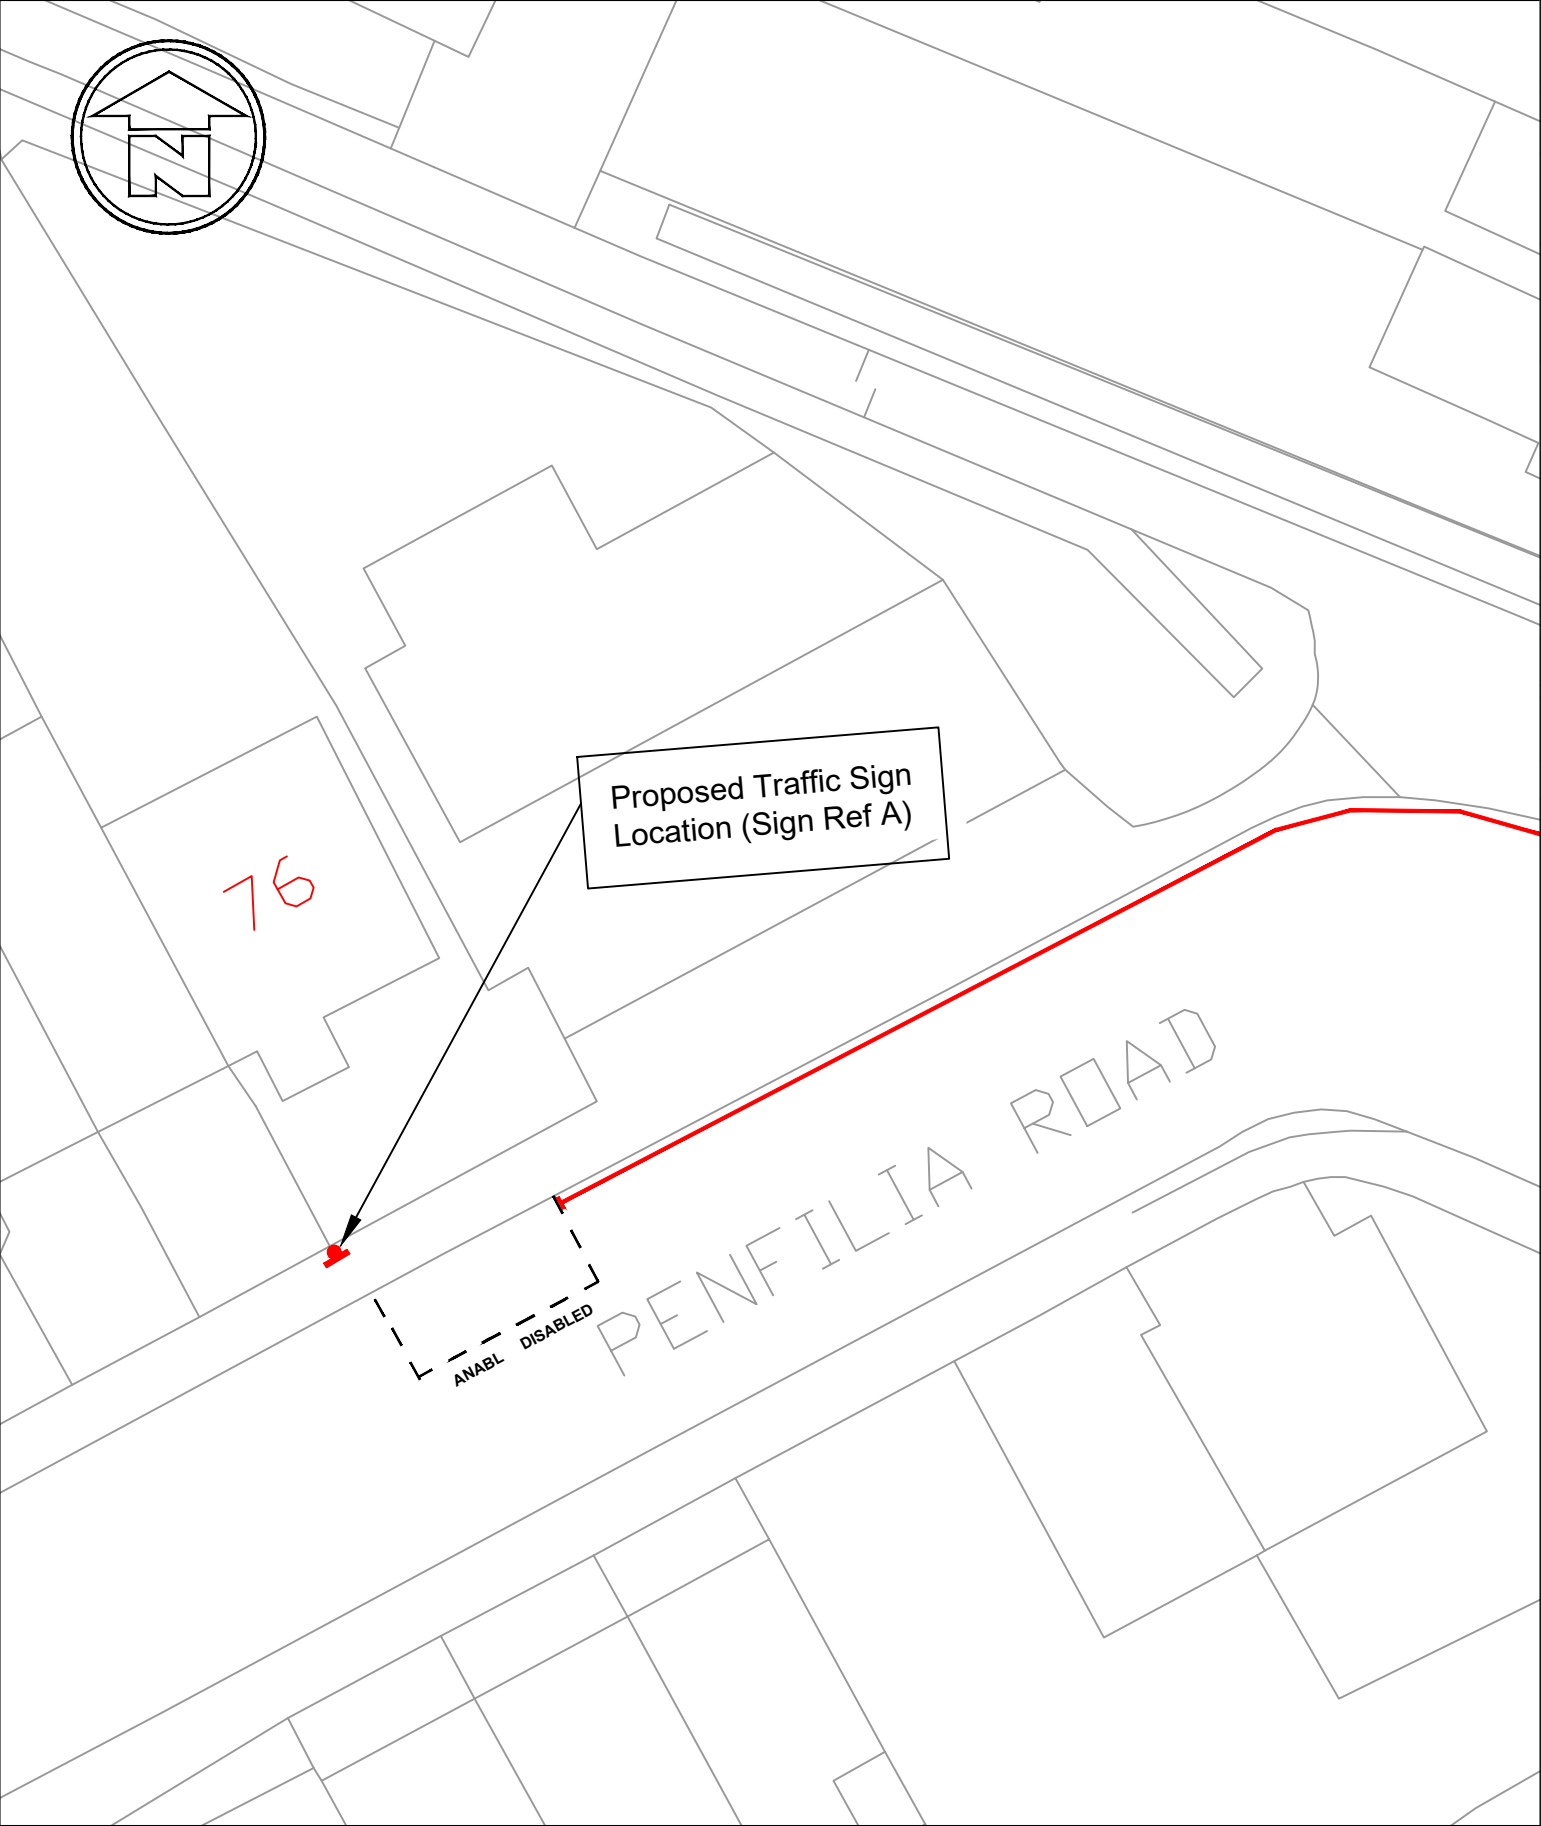 N
Proposed Traffic Sign
Location (Sign Ref A)
76
PENFILIA ROAD
ANABL DISABLED